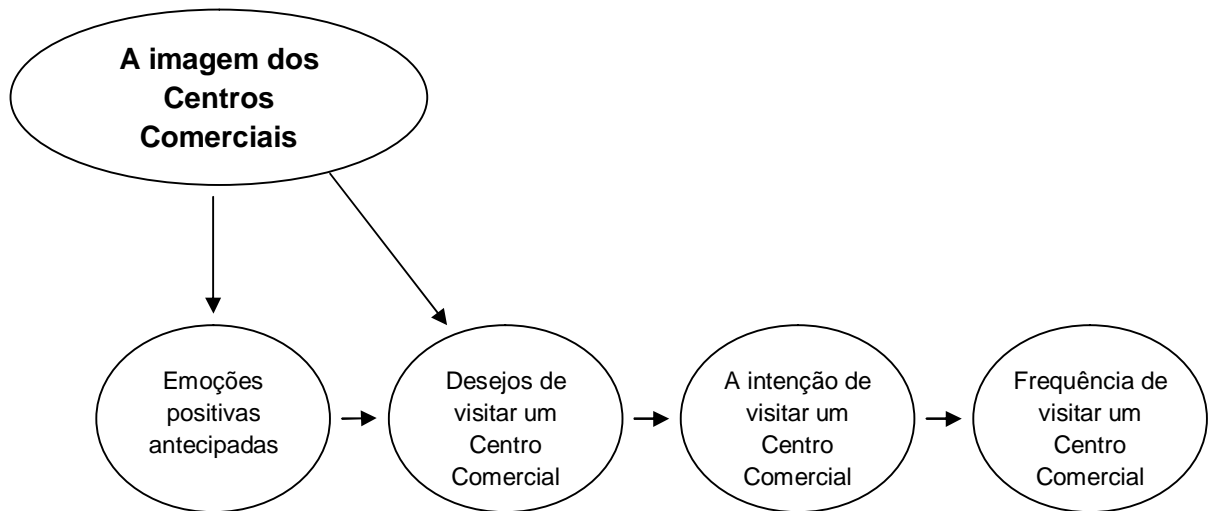 A imagem dos
Centros
Comerciais
Emoções
positivas
antecipadas
Desejos de
visitar um
Centro
Comercial
A intenção de
visitar um
Centro
Comercial
Frequência de
visitar um
Centro
Comercial